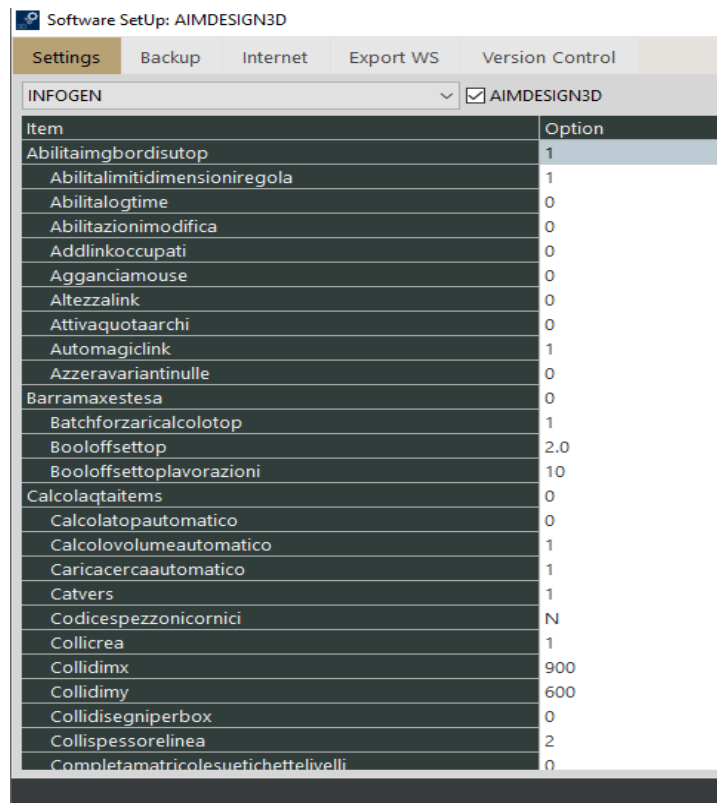 Software SetUp: AIMDESIGN3D
Settings Backup Internet Export WS Version Control
INFOGEN AIMDESIGN3D
Item Option
Abilitaimgbordisutop 1
Abilitalimitidimensioniregola 1
Abilitalogtime 0
Abilitazionimodifica 0
Addlinkoccupati 0
Agganciamouse 0
Altezzalink 0
Attivaquotaarchi 0
Automagiclink 1
Azzeravariantinulle 0
Barramaxestesa 0
Batchforzaricalcolotop 1
Booloffsettop 2.0
Booloffsettoplavorazioni 10
Calcolaqtaitems 0
Calcolatopautomatico 0
Calcolovolumeautomatico 1
Caricacercaautomatico 1
Catvers 1
Codicespezzonicornici N
Collicrea 1
Collidimx 900
Collidimy 600
Collidisegniperbox 0
Collispessorelinea 2
Completamatricolesuetichettelivelli 0